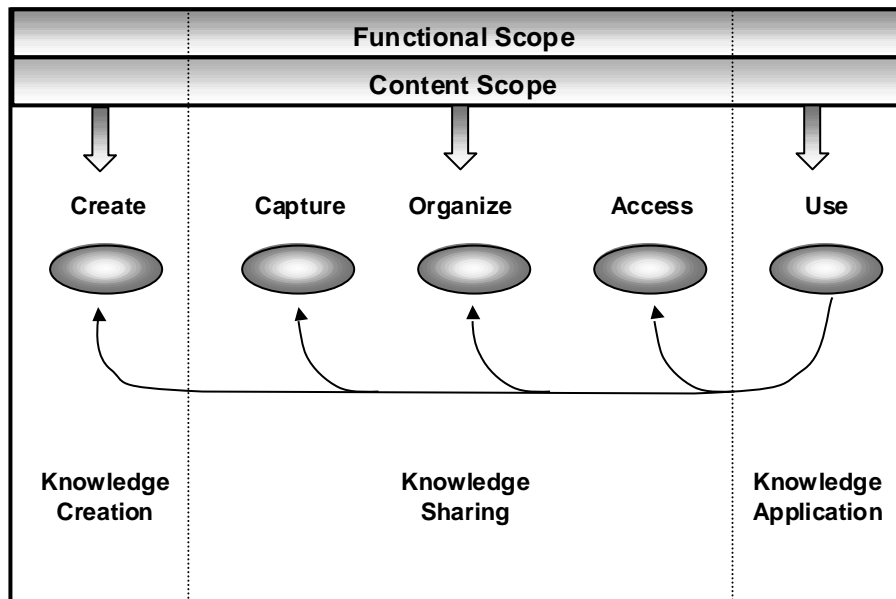 Functional Scope
Content Scope
Create
Capture
Organize
Access
Use
Knowledge
Creation
Knowledge
Sharing
Knowledge
Application